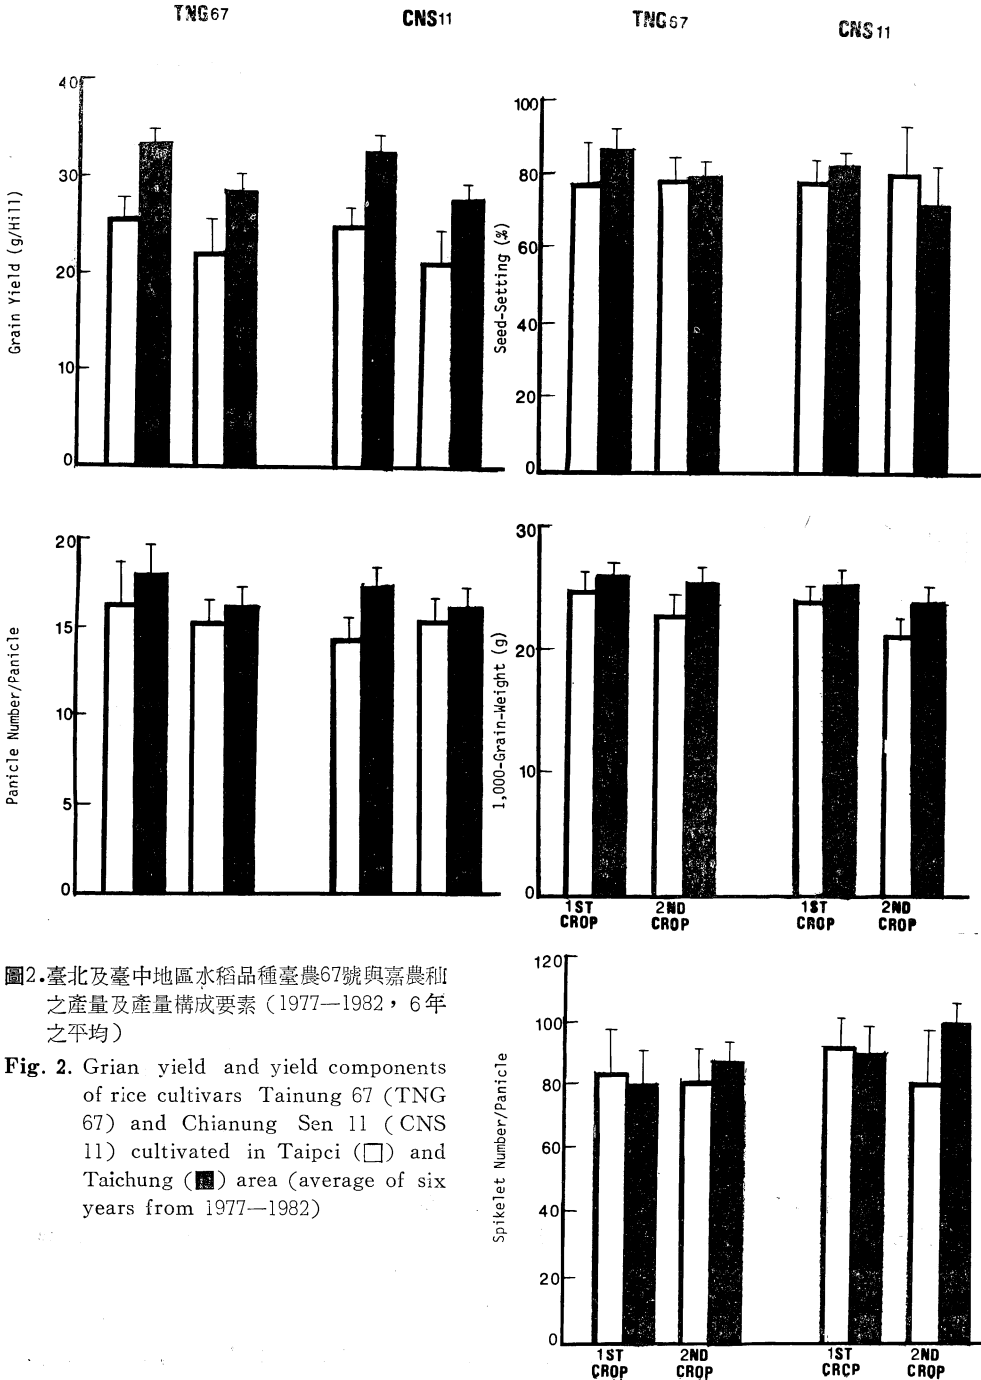 TNG67
CNS11
TNG67
CNS11
40
30
20
10
0
Grain Yield (g/Hill)
100
80
60
40
20
0
Seed-Setting (%)
20
15
10
5
0
Panicle Number/Panicle
30
20
10
0
1,000-Grain-Weight (g)
1ST
CROP
2ND
CROP
1ST
CROP
2ND
CROP
圖2.臺北及臺中地區水稻品種臺農67號與嘉農秈
之產量及產量構成要素(1977—1982,6年
之平均)
Fig. 2. Grian yield and yield components
of rice cultivars Tainung 67 (TNG
67) and Chianung Sen 11 (CNS
11) cultivated in Taipci (□) and
Taichung (■) area (average of six
years from 1977—1982)
120
100
80
60
40
20
0
Spikelet Number/Panicle
1ST
CROP
2ND
CROP
1ST
CRCP
2ND
CROP